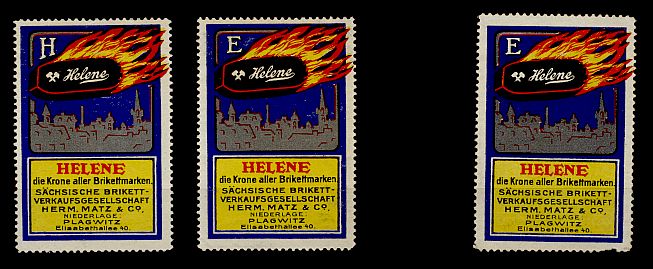 H
Helene
HELENE
die Krone aller Brikettmarken.
SÄCHSISCHE BRIKETT-
VERKAUFSGESELLSCHAFT
HERM. MATZ & Co,
NIEDERLAGE:
PLAGWITZ
Elisabethallee 40.
E
Helene
HELENE
die Krone aller Brikettmarken.
SÄCHSISCHE BRIKETT-
VERKAUFSGESELLSCHAFT
HERM. MATZ & Co,
NIEDERLAGE:
PLAGWITZ
Elisabethallee 40.
E
Helene
HELENE
die Krone aller Brikettmarken.
SÄCHSISCHE BRIKETT-
VERKAUFSGESELLSCHAFT
HERM. MATZ & Co,
NIEDERLAGE:
PLAGWITZ
Elisabethallee 40.